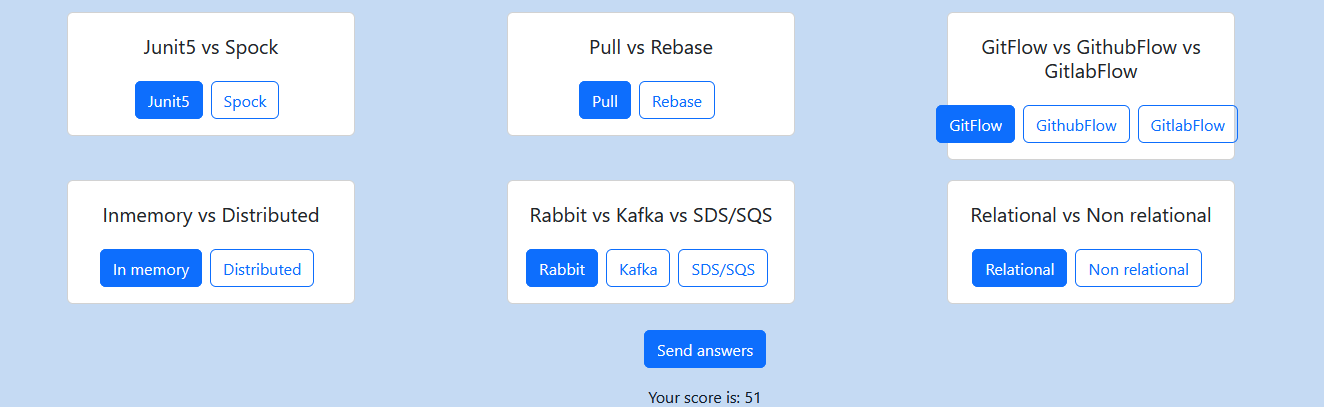 Junit5 vs Spock
Junit5 Spock
Pull vs Rebase
Pull Rebase
GitFlow vs GithubFlow vs
GitlabFlow
GitFlow GithubFlow GitlabFlow
Inmemory vs Distributed
In memory Distributed
Rabbit vs Kafka vs SDS/SQS
Rabbit Kafka SDS/SQS
Relational vs Non relational
Relational Non relational
Send answers
Your score is: 51